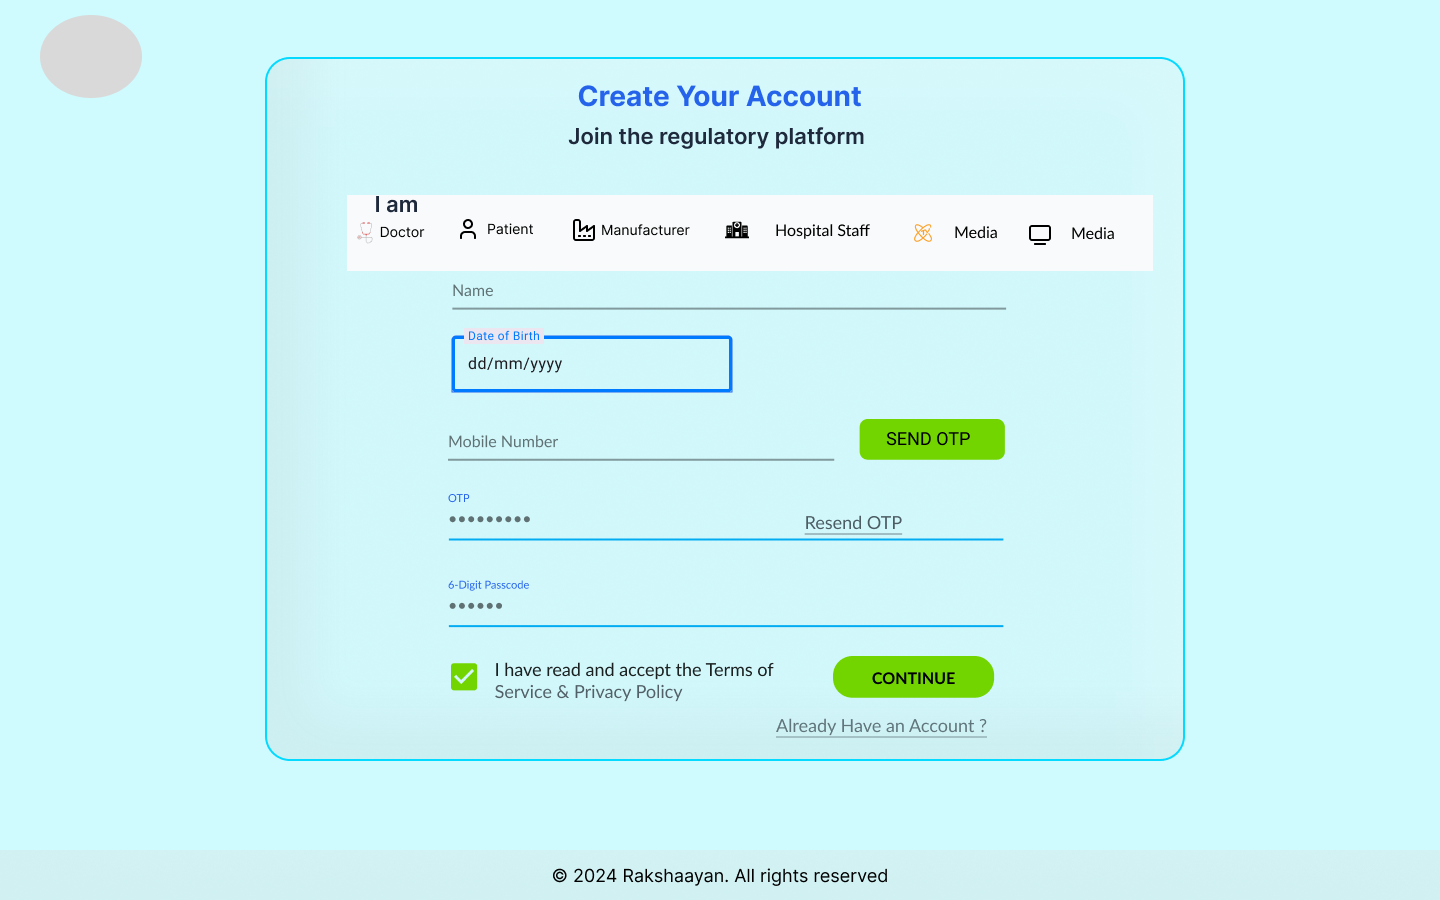 Create Your Account
Join the regulatory platform
I am
Doctor Patient Manufacturer Hospital Staff Media Media
Name
Date of Birth
dd/mm/yyyy
Mobile Number SEND OTP
OTP
Resend OTP
6-Digit Passcode
I have read and accept the Terms of
Service & Privacy Policy
CONTINUE
Already Have an Account ?
© 2024 Rakshaayan. All rights reserved